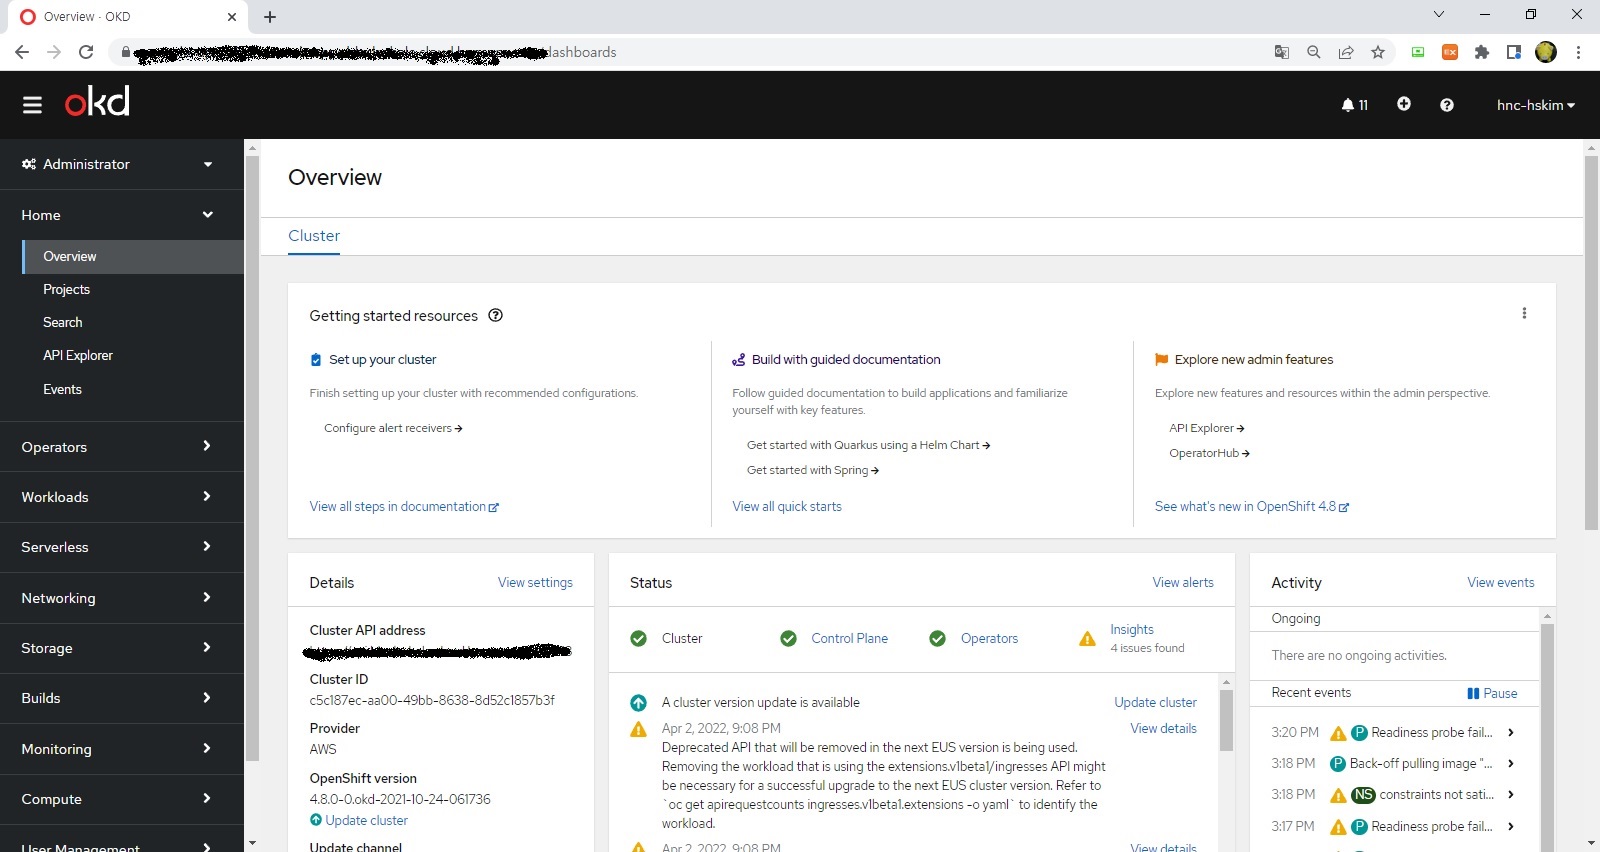 Overview · OKD
dashboards
okd
11
hnc-hskim
Administrator
Home
Overview
Projects
Search
API Explorer
Events
Operators
Workloads
Serverless
Networking
Storage
Builds
Monitoring
Compute
User Management
Overview
Cluster
Getting started resources
Set up your cluster
Finish setting up your cluster with recommended configurations.
Configure alert receivers
View all steps in documentation
Build with guided documentation
Follow guided documentation to build applications and familiarize
yourself with key features.
Get started with Quarkus using a Helm Chart
Get started with Spring
View all quick starts
Explore new admin features
Explore new features and resources within the admin perspective.
API Explorer
OperatorHub
See what's new in OpenShift 4.8
Details
View settings
Cluster API address
Cluster ID
c5c187ec-aa00-49bb-8638-8d52c1857b3f
Provider
AWS
OpenShift version
4.8.0-0.okd-2021-10-24-061736
Update cluster
Update channel
Status
View alerts
Cluster
Control Plane
Operators
Insights
4 issues found
A cluster version update is available
Update cluster
Apr 2, 2022, 9:08 PM
View details
Deprecated API that will be removed in the next EUS version is being used.
Removing the workload that is using the extensions.v1beta1/ingresses API might
be necessary for a successful upgrade to the next EUS cluster version. Refer to
`oc get apirequestcounts ingresses.v1beta1.extensions -o yaml` to identify the
workload.
Apr 2, 2022, 9:08 PM
View details
Activity
View events
Ongoing
There are no ongoing activities.
Recent events
Pause
3:20 PM P Readiness probe fail...
3:18 PM P Back-off pulling image "...
3:18 PM NS constraints not sati...
3:17 PM P Readiness probe fail...